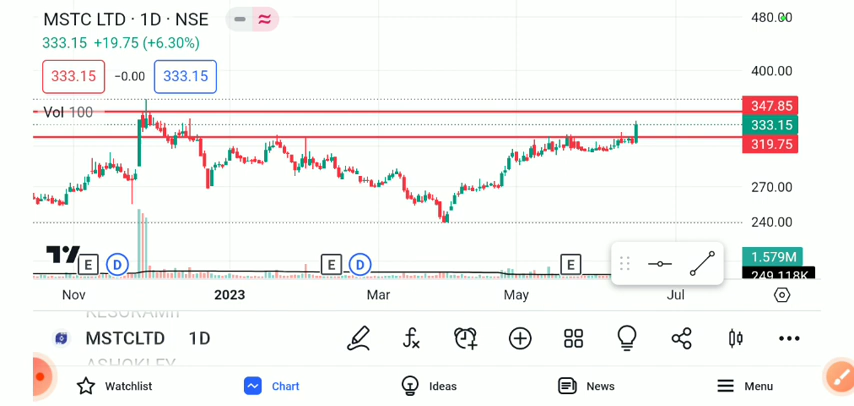 MSTC LTD · 1D · NSE
480.00
333.15 +19.75 (+6.30%)
333.15 −0.00 333.15
400.00
Vol 100
347.85
333.15
319.75
270.00
240.00
E D E D E
1.579M
249.118K
Nov 2023 Mar May Jul
KESORAMIT
MSTCLTD 1D
ASHOKLEY
Watchlist Chart Ideas News Menu